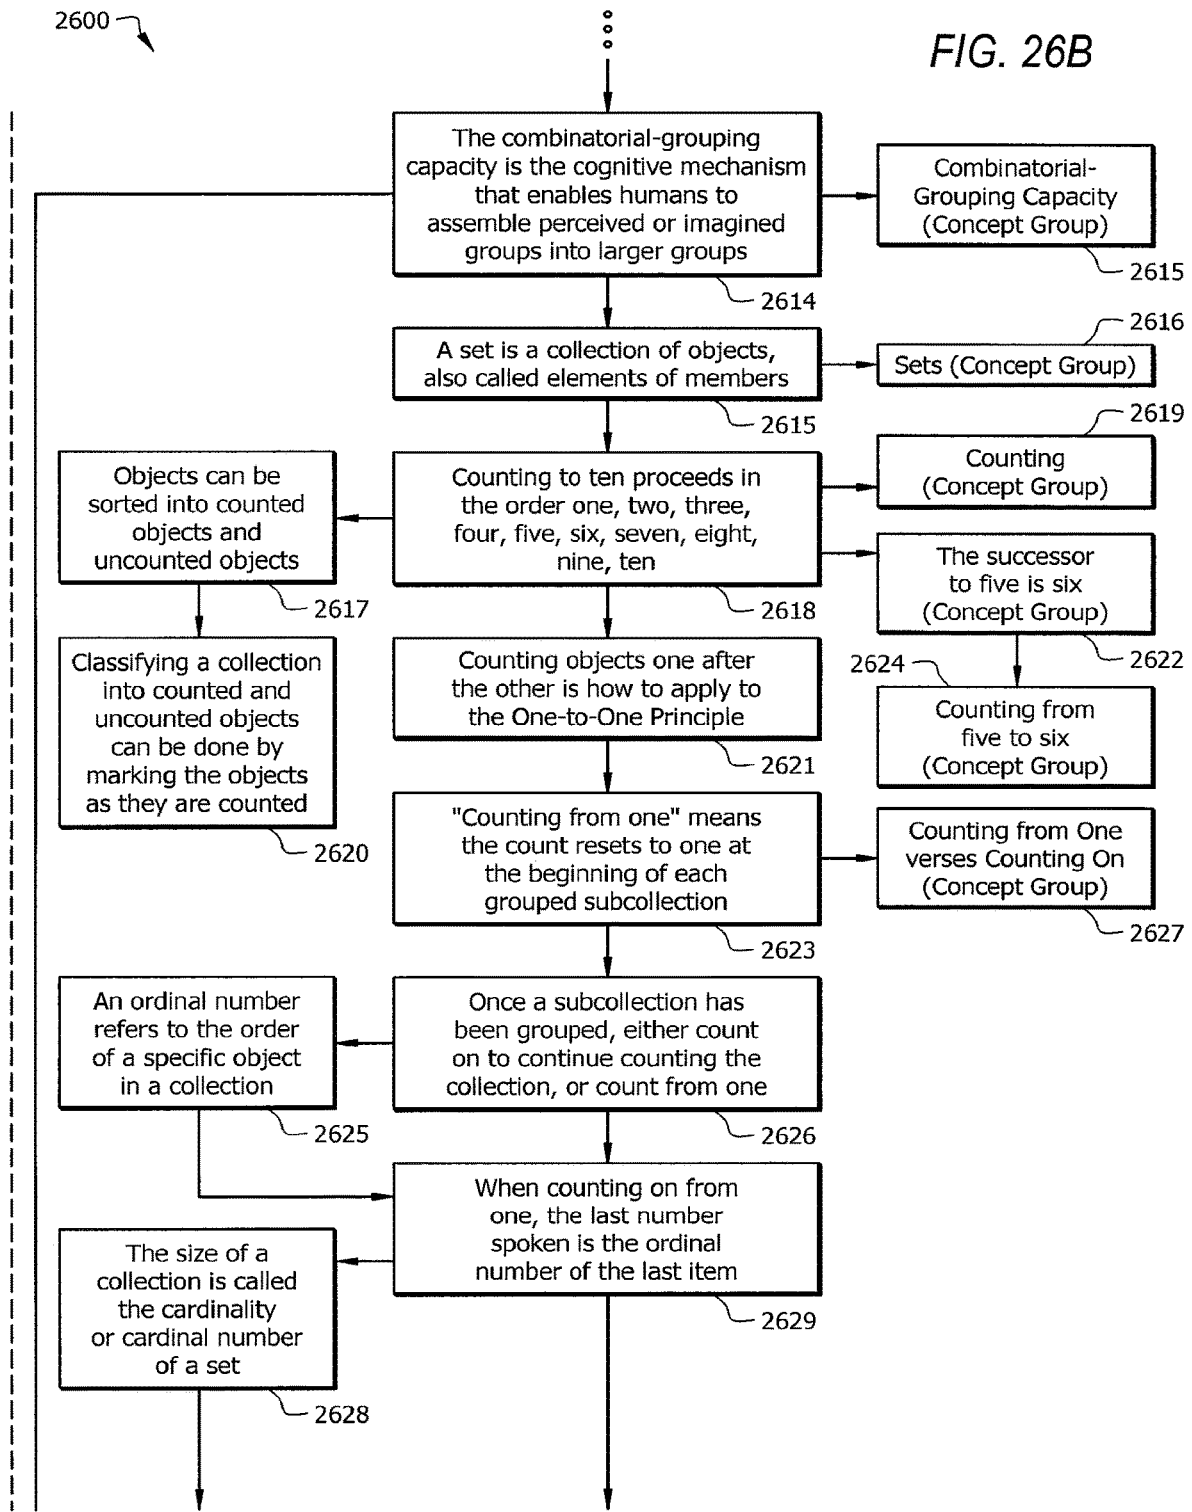 2600
FIG. 26B
The combinatorial-grouping
capacity is the cognitive mechanism
that enables humans to
assemble perceived or imagined
groups into larger groups
2614
Combinatorial-
Grouping Capacity
(Concept Group)
2615
A set is a collection of objects,
also called elements of members
2615
2616
Sets (Concept Group)
2619
Counting
(Concept Group)
Objects can be
sorted into counted
objects and
uncounted objects
2617
Counting to ten proceeds in
the order one, two, three,
four, five, six, seven, eight,
nine, ten
2618
The successor
to five is six
(Concept Group)
2622
Classifying a collection
into counted and
uncounted objects
can be done by
marking the objects
as they are counted
2620
Counting objects one after
the other is how to apply to
the One-to-One Principle
2621
2624
Counting from
five to six
(Concept Group)
"Counting from one" means
the count resets to one at
the beginning of each
grouped subcollection
2623
Counting from One
verses Counting On
(Concept Group)
2627
An ordinal number
refers to the order
of a specific object
in a collection
2625
Once a subcollection has
been grouped, either count
on to continue counting the
collection, or count from one
2626
When counting on from
one, the last number
spoken is the ordinal
number of the last item
2629
The size of a
collection is called
the cardinality
or cardinal number
of a set
2628